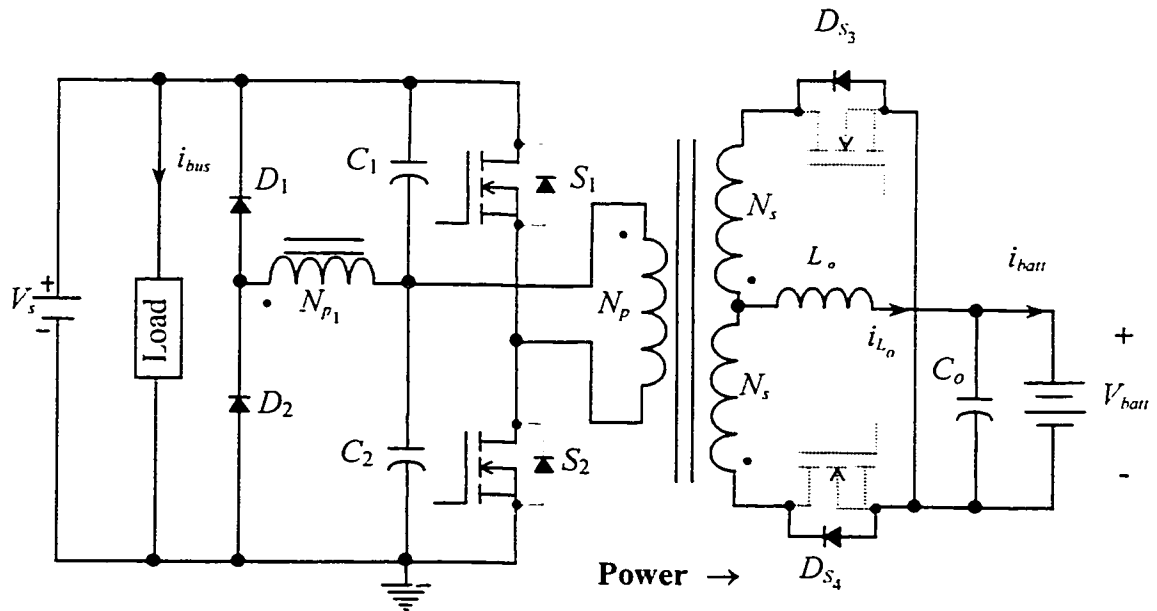 D_{S_3}
V_s
+
-
i_{bus}
Load
D_1
D_2
N_{p_1}
C_1
C_2
S_1
S_2
N_p
N_s
N_s
L_o
i_{L_o}
C_o
i_{batt}
+
V_{batt}
-
D_{S_4}
Power →